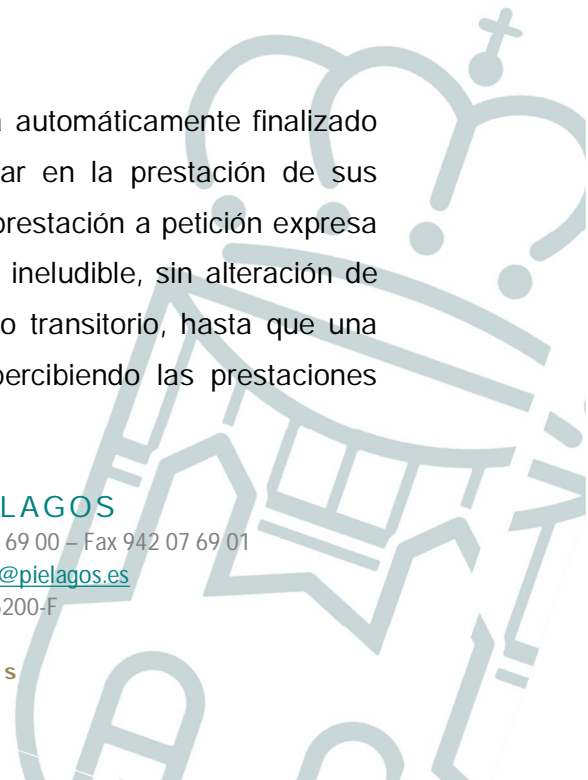 automáticamente finalizado
ar en la prestación de sus
prestación a petición expresa
ineludible, sin alteración de
o transitorio, hasta que una
percibiendo las prestaciones
LAGOS
69 00 – Fax 942 07 69 01
@pielagos.es
200-F
s